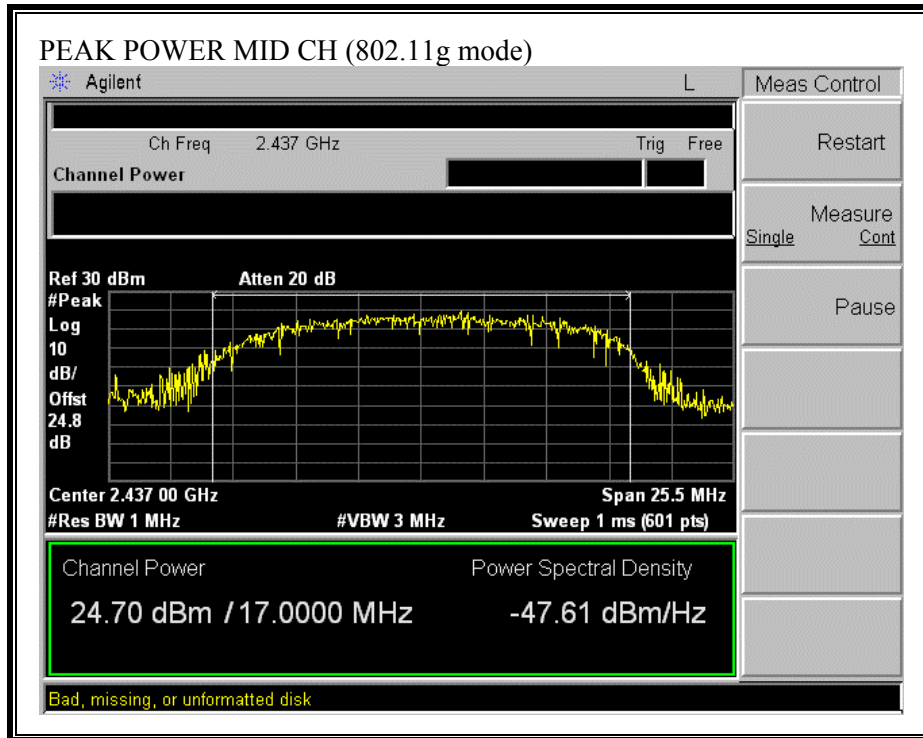 PEAK POWER MID CH (802.11g mode)
Agilent L Meas Control
Ch Freq 2.437 GHz Trig Free
Channel Power
Restart
Measure
Single Cont
Pause
Ref 30 dBm Atten 20 dB
#Peak
Log
10
dB/
Offst
24.8
dB
Center 2.437 00 GHz Span 25.5 MHz
#Res BW 1 MHz #VBW 3 MHz Sweep 1 ms (601 pts)
Channel Power Power Spectral Density
24.70 dBm / 17.0000 MHz -47.61 dBm/Hz
Bad, missing, or unformatted disk